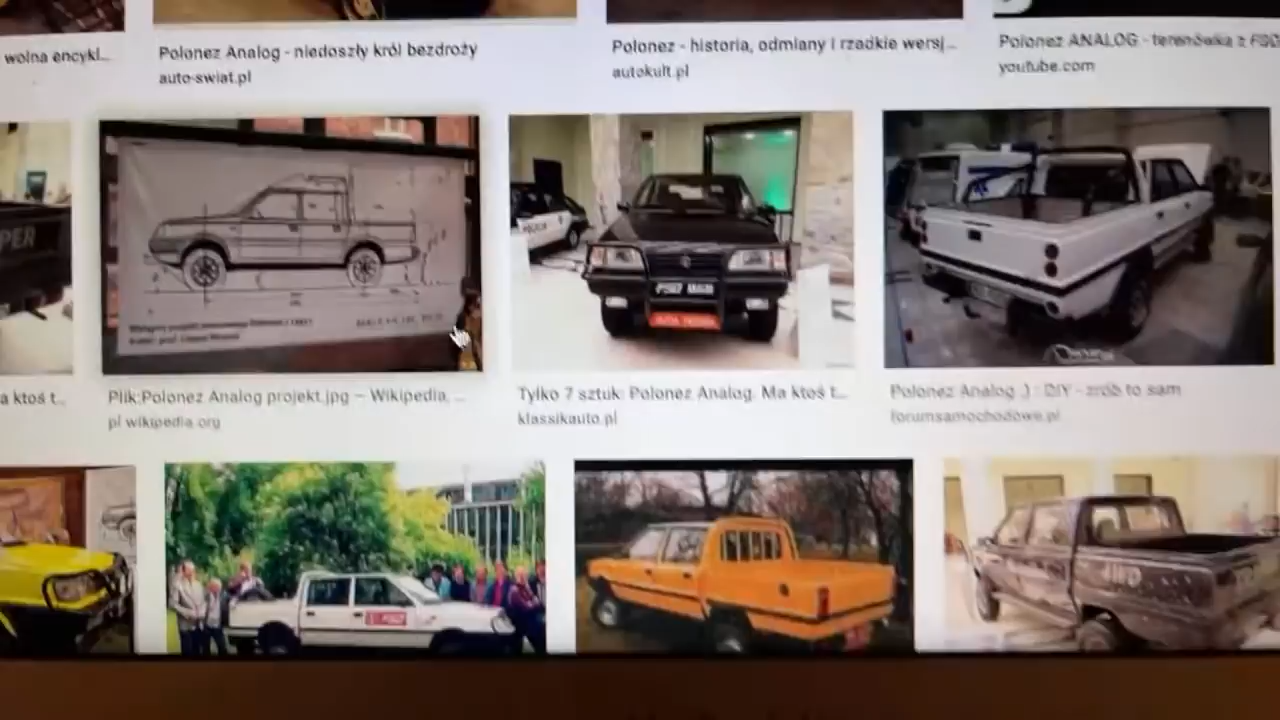 wolna encykl...
Polonez Analog - niedoszły król bezdroży
auto-swiat.pl
Polonez - historia, odmiany i rzadkie wersj...
autokult.pl
Polonez ANALOG - terenówka z FSO
youtube.com
PER
POLICJA
a ktoś t...
Plik:Polonez Analog projekt.jpg – Wikipedia, ...
pl.wikipedia.org
Tylko 7 sztuk: Polonez Analog. Ma ktoś t...
klassikauto.pl
Polonez Analog :) : DIY - zrób to sam
forumsamochodowe.pl